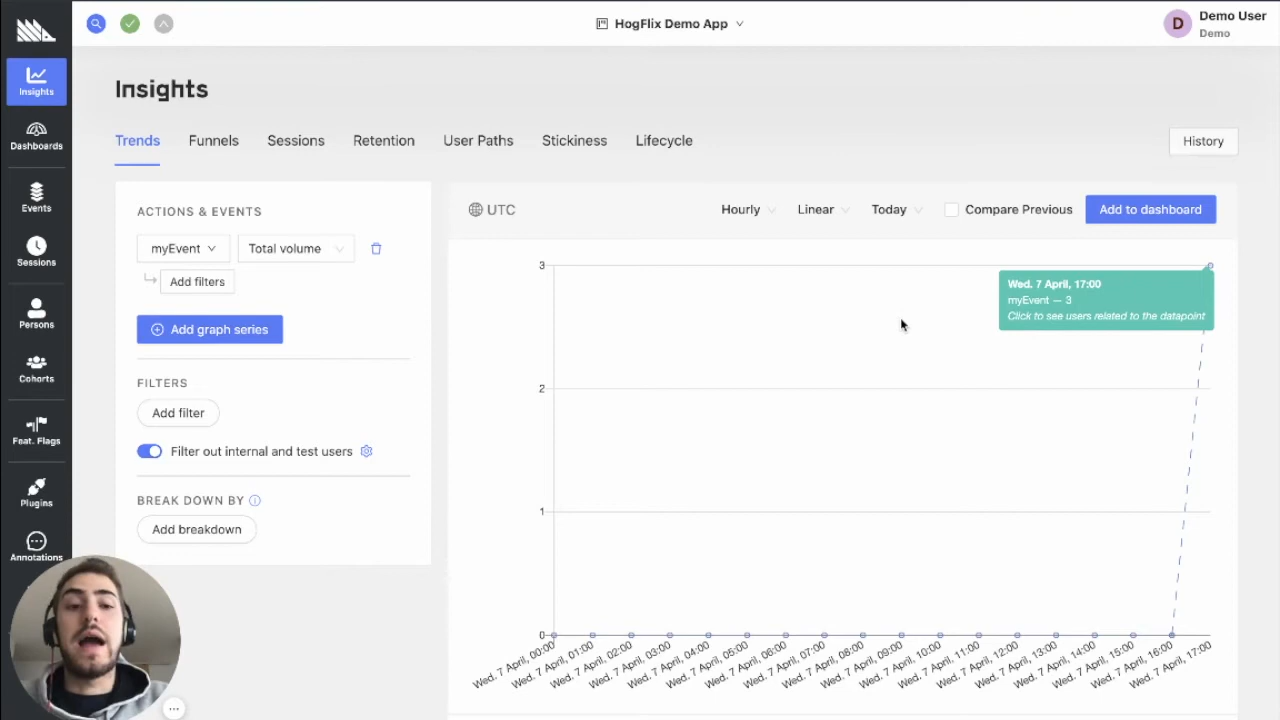 HogFlix Demo App
D
Demo User
Demo
Insights
Dashboards
Events
Sessions
Persons
Cohorts
Feat. Flags
Plugins
Annotations
Insights
Trends
Funnels
Sessions
Retention
User Paths
Stickiness
Lifecycle
History
ACTIONS & EVENTS
myEvent
Total volume
Add filters
Add graph series
FILTERS
Add filter
Filter out internal and test users
BREAK DOWN BY
Add breakdown
UTC
Hourly
Linear
Today
Compare Previous
Add to dashboard
3
2
1
0
Wed. 7 April, 17:00
myEvent — 3
Click to see users related to the datapoint
Wed. 7 April, 00:00
Wed. 7 April, 01:00
Wed. 7 April, 02:00
Wed. 7 April, 03:00
Wed. 7 April, 04:00
Wed. 7 April, 05:00
Wed. 7 April, 06:00
Wed. 7 April, 07:00
Wed. 7 April, 08:00
Wed. 7 April, 09:00
Wed. 7 April, 10:00
Wed. 7 April, 11:00
Wed. 7 April, 12:00
Wed. 7 April, 13:00
Wed. 7 April, 14:00
Wed. 7 April, 15:00
Wed. 7 April, 16:00
Wed. 7 April, 17:00